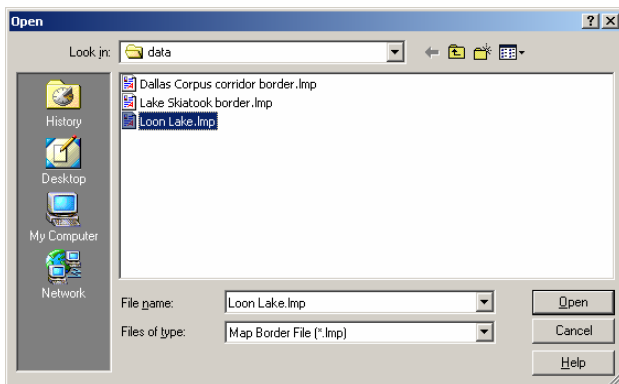 Open
Look in: data
Dallas Corpus corridor border.lmp
Lake Skiatook border.lmp
Loon Lake.lmp
History
Desktop
My Computer
Network
File name: Loon Lake.lmp Open
Files of type: Map Border File (*.lmp) Cancel
Help